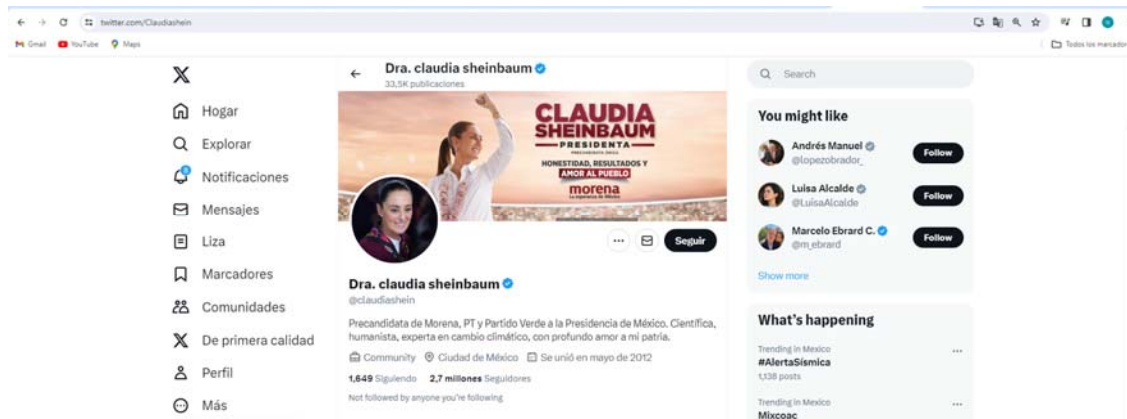 twitter.com/Claudiashein
Gmail
YouTube
Maps
Todos los marcador
Dra. claudia sheinbaum
33,5K publicaciones
Search
Hogar
Explorar
Notificaciones
Mensajes
Liza
Marcadores
Comunidades
De primera calidad
Perfil
Más
CLAUDIA
SHEINBAUM
PRESIDENTA
HONESTIDAD, RESULTADOS Y
AMOR AL PUEBLO
morena
La esperanza de México
Seguir
Dra. claudia sheinbaum
@claudiashein
Precandidata de Morena, PT y Partido Verde a la Presidencia de México. Científica,
humanista, experta en cambio climático, con profundo amor a mi patria.
Community Ciudad de México Se unió en mayo de 2012
1,649 Siguiendo 2,7 millones Seguidores
Not followed by anyone you're following
You might like
Andrés Manuel
@lopezobrador_
Follow
Luisa Alcalde
@LuisaAlcalde
Follow
Marcelo Ebrard C.
@m_ebrard
Follow
Show more
What's happening
Trending in Mexico
#AlertaSísmica
1,138 posts
Trending in Mexico
Mixcoac